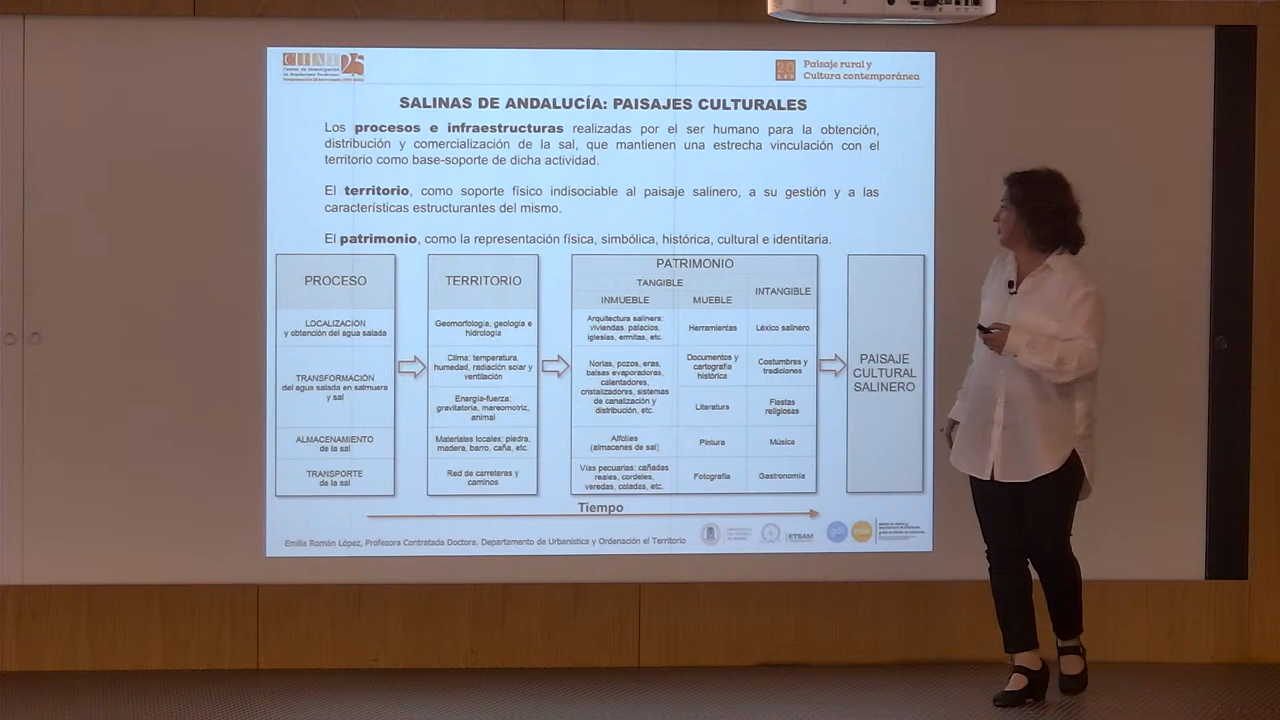 CIAT 25
20 AÑOS
Paisaje rural y
Cultura contemporánea
SALINAS DE ANDALUCÍA: PAISAJES CULTURALES
Los procesos e infraestructuras realizadas por el ser humano para la obtención,
distribución y comercialización de la sal, que mantienen una estrecha vinculación con el
territorio como base-soporte de dicha actividad.
El territorio, como soporte físico indisociable al paisaje salinero, a su gestión y a las
características estructurantes del mismo.
El patrimonio, como la representación física, simbólica, histórica, cultural e identitaria.
PROCESO
LOCALIZACIÓN
y obtención del agua salada
TRANSFORMACIÓN
del agua salada en salmuera
y sal
ALMACENAMIENTO
de la sal
TRANSPORTE
de la sal
TERRITORIO
Geomorfología, geología e
hidrología
Clima: temperatura,
humedad, radiación solar y
ventilación
Energía-fuerza:
gravitatoria, mareomotriz,
animal
Materiales locales: piedra,
madera, barro, caña, etc.
Red de carreteras y
caminos
PATRIMONIO
TANGIBLE
INTANGIBLE
INMUEBLE
MUEBLE
Arquitectura salinera:
viviendas, palacios,
iglesias, ermitas, etc.
Norias, pozos, eras,
balsas evaporadoras,
calentadores,
cristalizadores, sistemas
de canalización y
distribución, etc.
Alfolíes
(almacenes de sal)
Vías pecuarias: cañadas
reales, cordeles,
veredas, coladas, etc.
Herramientas
Documentos y
cartografía
histórica
Literatura
Pintura
Fotografía
Léxico salinero
Costumbres y
tradiciones
Fiestas
religiosas
Música
Gastronomía
PAISAJE
CULTURAL
SALINERO
Tiempo
Emilia Román López, Profesora Contratada Doctora. Departamento de Urbanística y Ordenación el Territorio
ETSAM